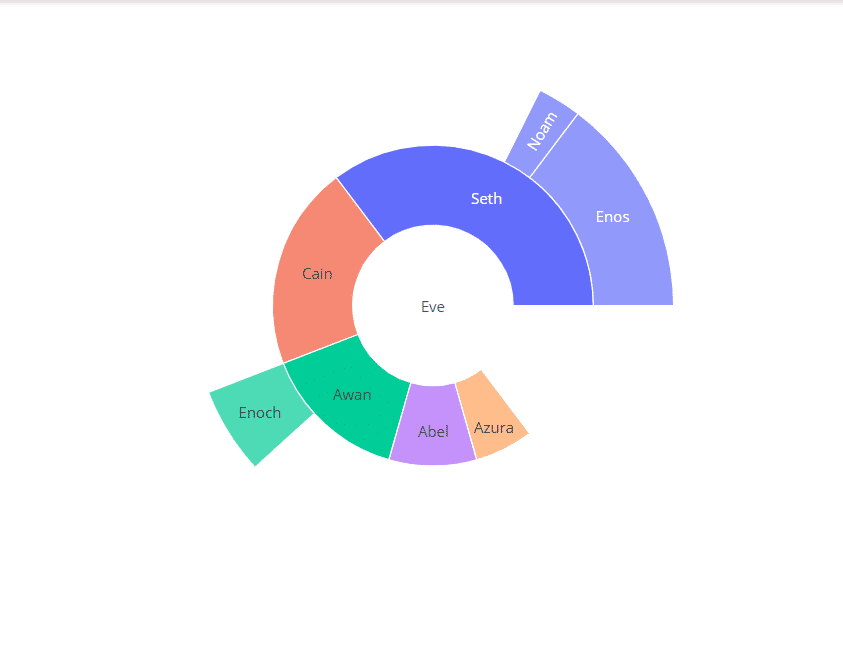 Noam
Seth
Enos
Cain
Eve
Awan
Enoch
Azura
Abel